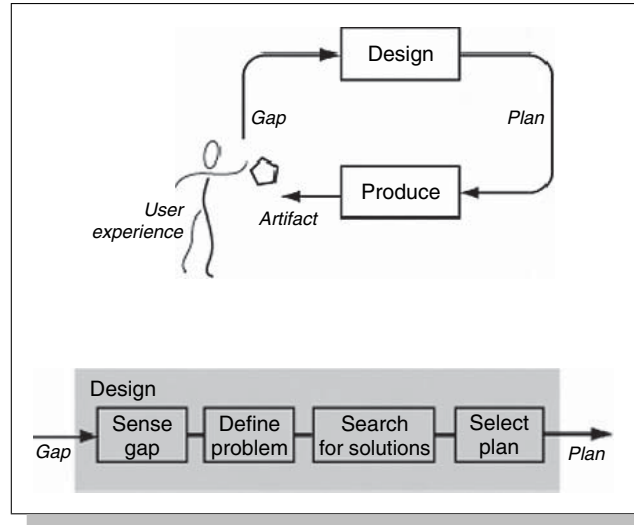 Design
Gap
Plan
Produce
User
experience
Artifact
Design
Sense
gap
Define
problem
Search
for solutions
Select
plan
Gap
Plan